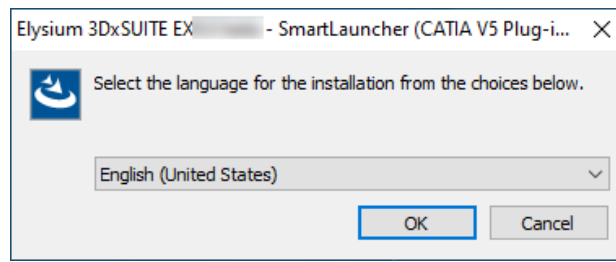 Elysium 3DxSUITE EX - SmartLauncher (CATIA V5 Plug-i...
Select the language for the installation from the choices below.
English (United States)
OK
Cancel